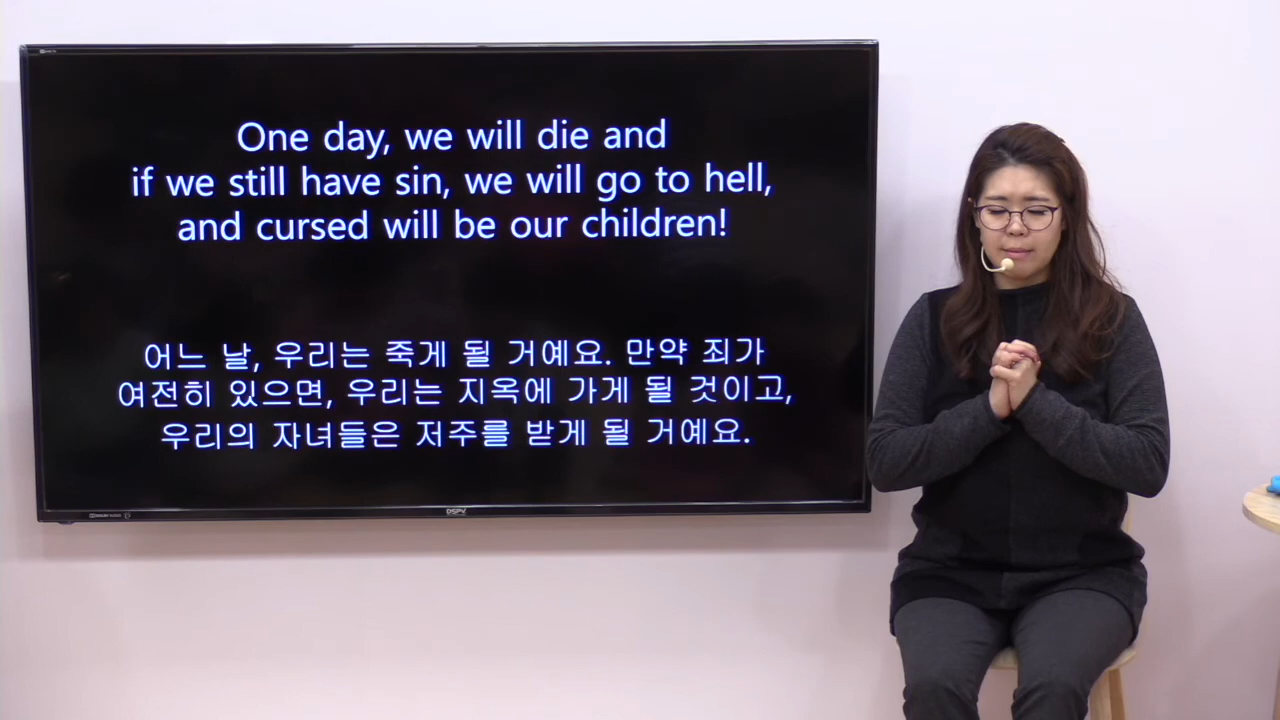 One day, we will die and
if we still have sin, we will go to hell,
and cursed will be our children!
어느 날, 우리는 죽게 될 거예요. 만약 죄가
여전히 있으면, 우리는 지옥에 가게 될 것이고,
우리의 자녀들은 저주를 받게 될 거예요.
DSPV